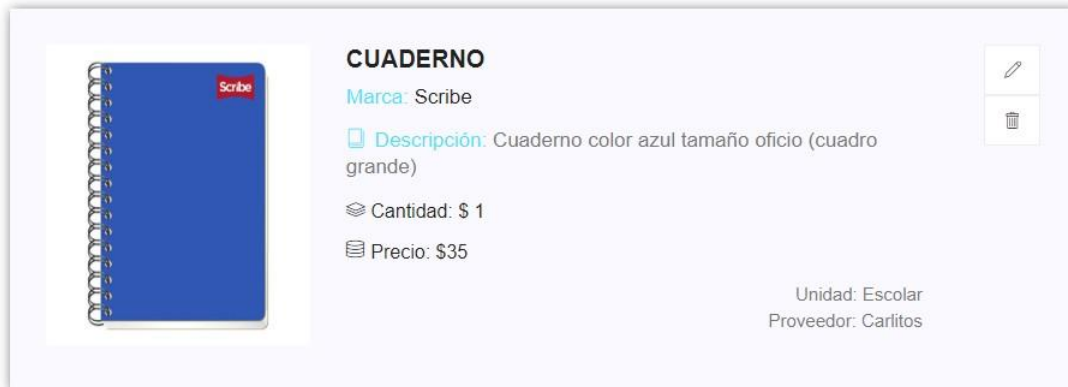 Scribe
CUADERNO
Marca: Scribe
Descripción: Cuaderno color azul tamaño oficio (cuadro
grande)
Cantidad: $ 1
Precio: $35
Unidad: Escolar
Proveedor: Carlitos